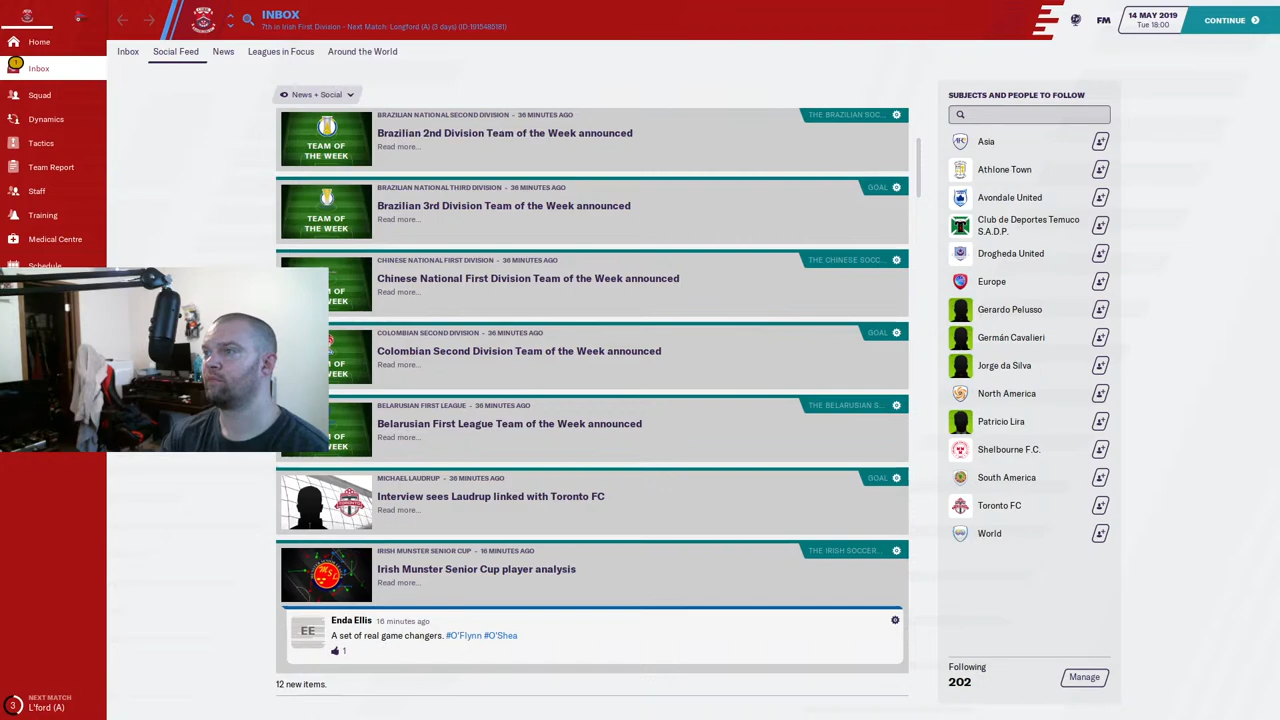 INBOX
7th in Irish First Division - Next Match: Longford (A) (3 days) (ID:1915485181)
FM
14 MAY 2019
Tue 18:00
CONTINUE
Home
1
Inbox
Squad
Dynamics
Tactics
Team Report
Staff
Training
Medical Centre
Schedule
NEXT MATCH
3
L'ford (A)
Inbox
Social Feed
News
Leagues in Focus
Around the World
News + Social
BRAZILIAN NATIONAL SECOND DIVISION - 36 MINUTES AGO
THE BRAZILIAN SOC...
Brazilian 2nd Division Team of the Week announced
Read more...
TEAM OF
THE WEEK
BRAZILIAN NATIONAL THIRD DIVISION - 36 MINUTES AGO
GOAL
Brazilian 3rd Division Team of the Week announced
Read more...
TEAM OF
THE WEEK
CHINESE NATIONAL FIRST DIVISION - 36 MINUTES AGO
THE CHINESE SOCC...
Chinese National First Division Team of the Week announced
Read more...
M OF
WEEK
COLOMBIAN SECOND DIVISION - 36 MINUTES AGO
GOAL
Colombian Second Division Team of the Week announced
Read more...
M OF
WEEK
BELARUSIAN FIRST LEAGUE - 36 MINUTES AGO
THE BELARUSIAN S...
Belarusian First League Team of the Week announced
Read more...
M OF
WEEK
MICHAEL LAUDRUP - 36 MINUTES AGO
GOAL
Interview sees Laudrup linked with Toronto FC
Read more...
IRISH MUNSTER SENIOR CUP - 16 MINUTES AGO
THE IRISH SOCCER...
Irish Munster Senior Cup player analysis
Read more...
EE
Enda Ellis 16 minutes ago
A set of real game changers. #O'Flynn #O'Shea
1
12 new items.
SUBJECTS AND PEOPLE TO FOLLOW
Asia
Athlone Town
Avondale United
Club de Deportes Temuco
S.A.D.P.
Drogheda United
Europe
Gerardo Pelusso
Germán Cavalieri
Jorge da Silva
North America
Patricio Lira
Shelbourne F.C.
South America
Toronto FC
World
Following
202
Manage